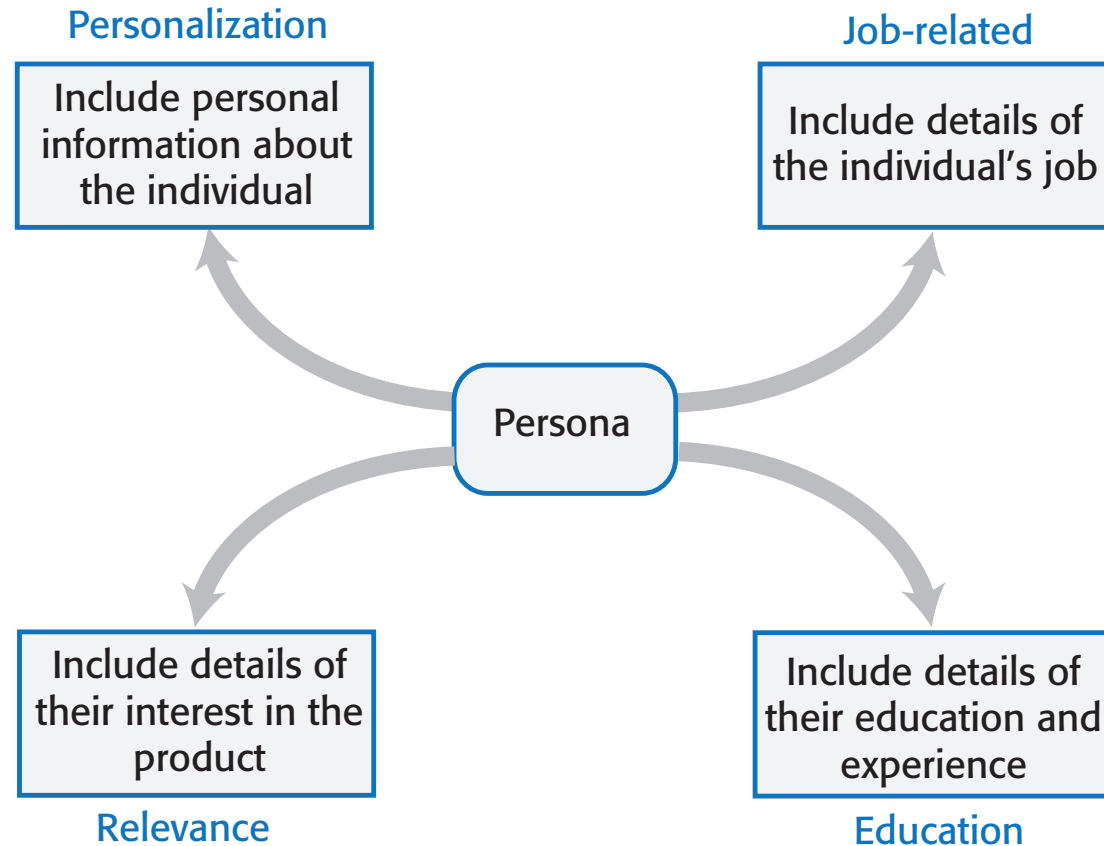 Personalization
Include personal
information about
the individual
Job-related
Include details of
the individual’s job
Persona
Include details of
their interest in the
product
Relevance
Include details of
their education and
experience
Education